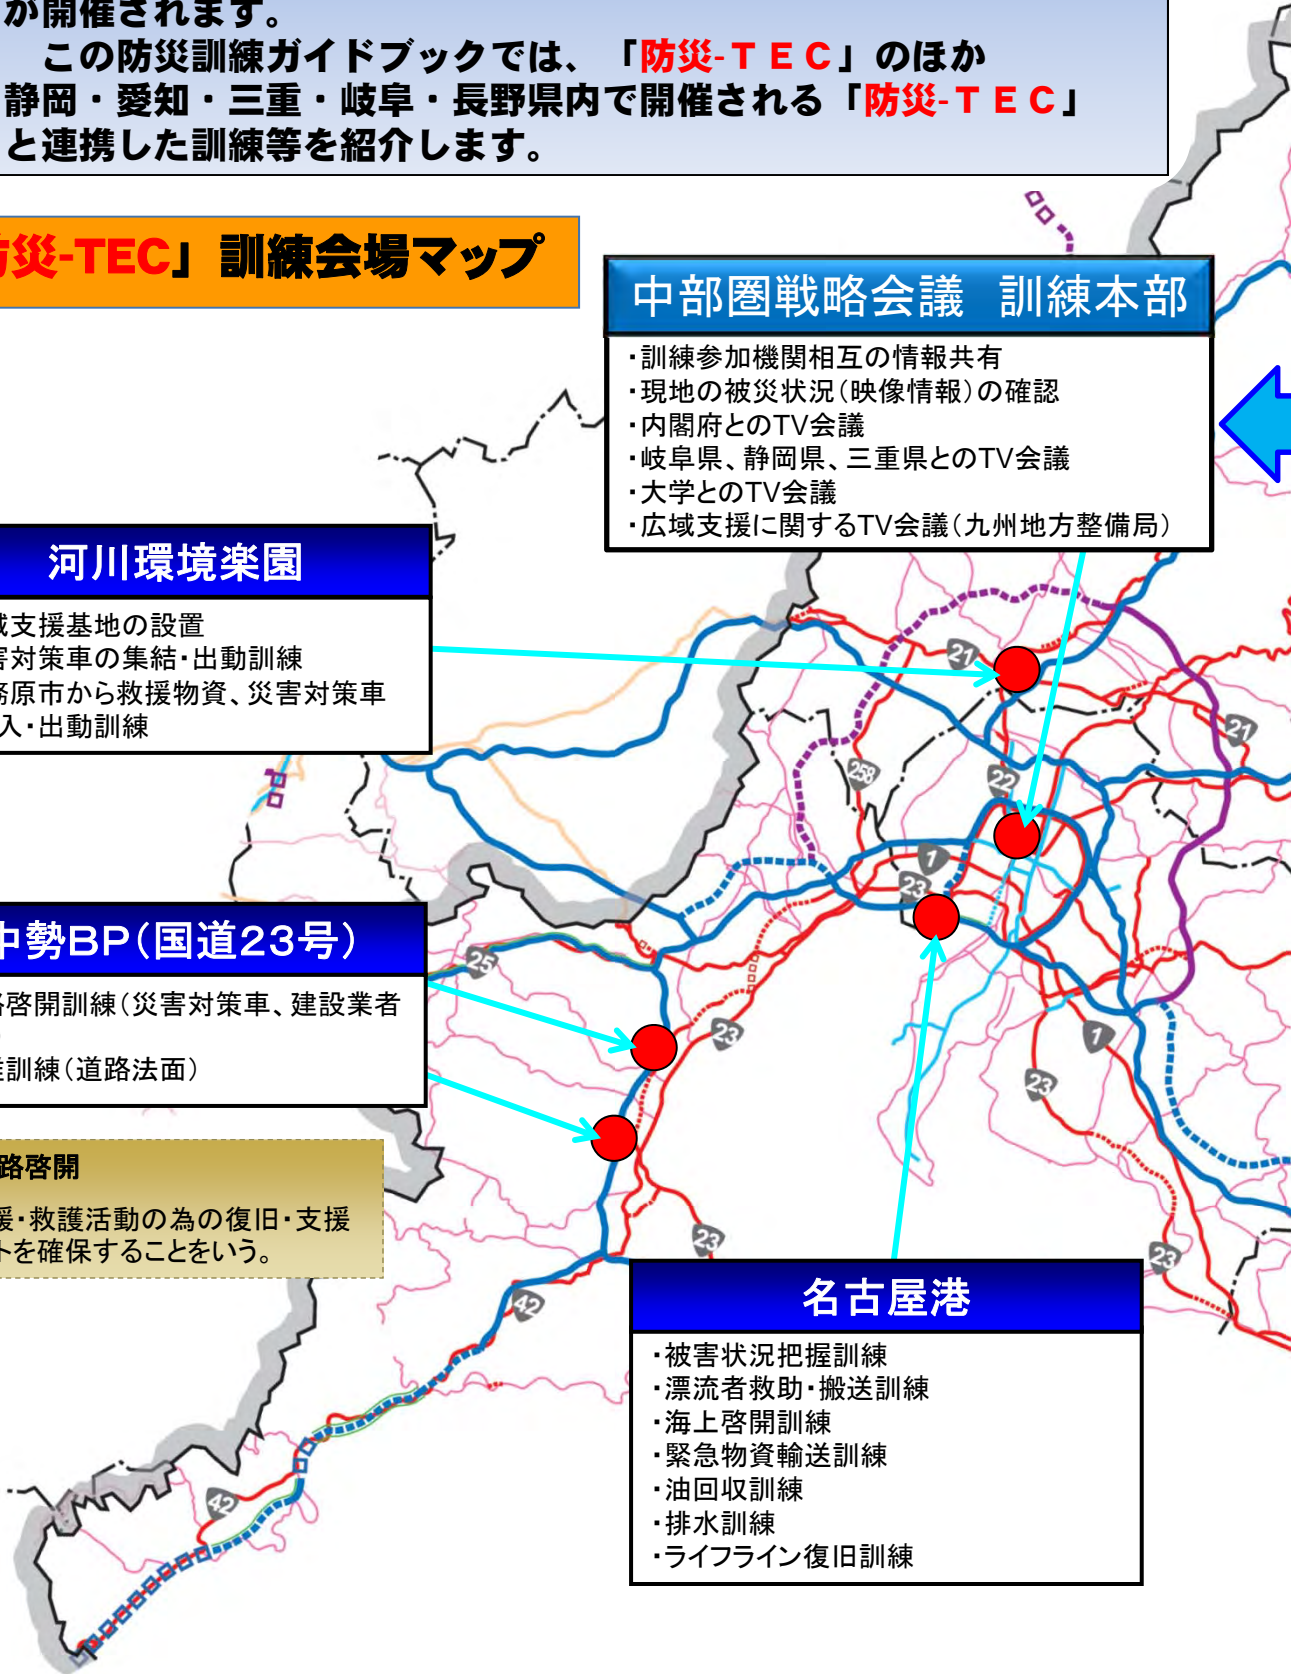 が開催されます。
この防災訓練ガイドブックでは、「防災-ＴＥＣ」のほか
静岡・愛知・三重・岐阜・長野県内で開催される「防災-ＴＥＣ」
と連携した訓練等を紹介します。
災-TEC」訓練会場マップ
中部圏戦略会議　訓練本部
・訓練参加機関相互の情報共有
・現地の被災状況（映像情報）の確認
・内閣府とのTV会議
・岐阜県、静岡県、三重県とのTV会議
・大学とのTV会議
・広域支援に関するTV会議（九州地方整備局）
河川環境楽園
支援基地の設置
対策車の集結・出動訓練
原市から救援物資、災害対策車
入・出動訓練
21
21
258
22
1
23
中勢BP（国道23号）
啓開訓練（災害対策車、建設業者
訓練（道路法面）
25
23
1
23
路啓開
援・救護活動の為の復旧・支援
トを確保することをいう。
23
23
42
42
名古屋港
・被害状況把握訓練
・漂流者救助・搬送訓練
・海上啓開訓練
・緊急物資輸送訓練
・油回収訓練
・排水訓練
・ライフライン復旧訓練